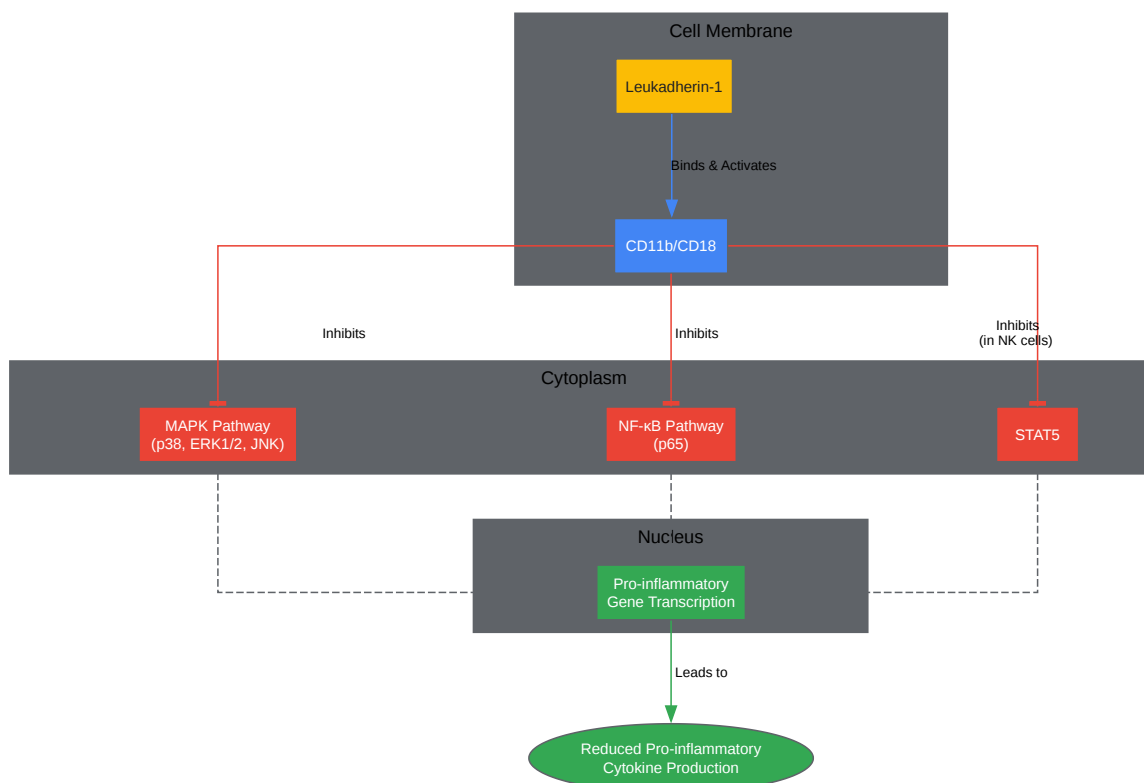 Cell Membrane
Leukadherin-1
Binds & Activates
CD11b/CD18
Inhibits
Inhibits
Inhibits
(in NK cells)
Cytoplasm
MAPK Pathway
(p38, ERK1/2, JNK)
NF-κB Pathway
(p65)
STAT5
Nucleus
Pro-inflammatory
Gene Transcription
Leads to
Reduced Pro-inflammatory
Cytokine Production